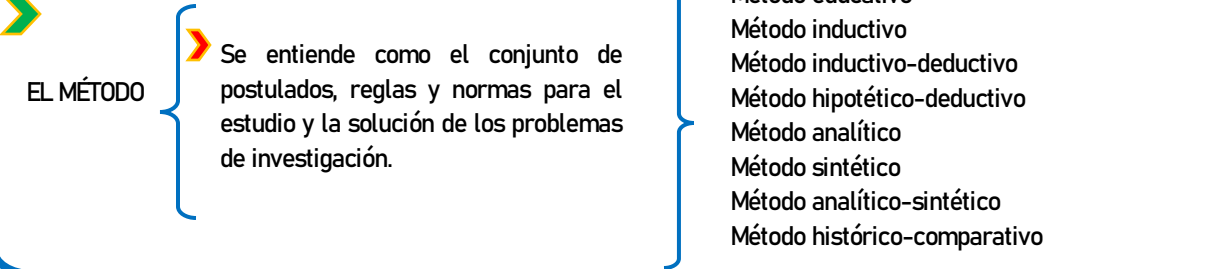 EL MÉTODO
Se entiende como el conjunto de
postulados, reglas y normas para el
estudio y la solución de los problemas
de investigación.
Método educativo
Método inductivo
Método inductivo-deductivo
Método hipotético-deductivo
Método analítico
Método sintético
Método analítico-sintético
Método histórico-comparativo